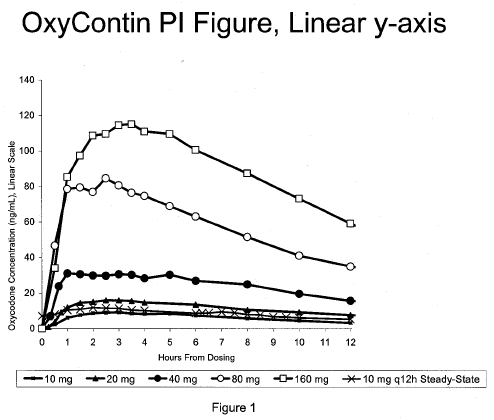 OxyContin PI Figure, Linear y-axis
Oxycodone Concentration (ng/mL), Linear Scale
140
120
100
80
60
40
20
0
0 1 2 3 4 5 6 7 8 9 10 11 12
Hours From Dosing
10 mg 20 mg 40 mg 80 mg 160 mg 10 mg q12h Steady-State
Figure 1